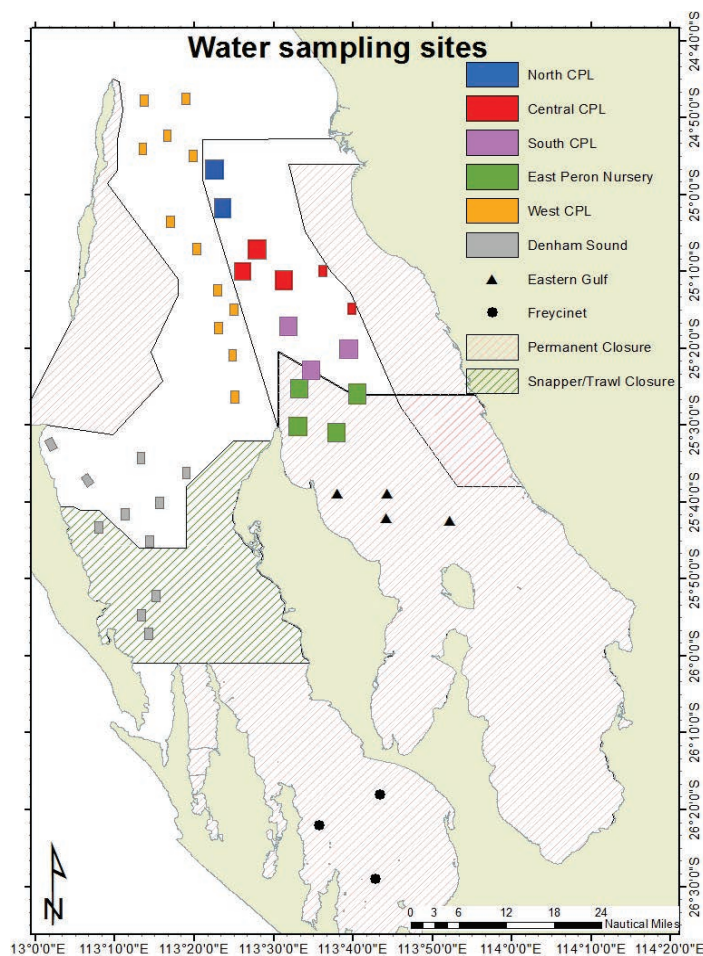 Water sampling sites
North CPL
Central CPL
South CPL
East Peron Nursery
West CPL
Denham Sound
Eastern Gulf
Freycinet
Permanent Closure
Snapper/Trawl Closure
24°40'0"S
24°50'0"S
25°0'0"S
25°10'0"S
25°20'0"S
25°30'0"S
25°40'0"S
25°50'0"S
26°0'0"S
26°10'0"S
26°20'0"S
26°30'0"S
N
0 3 6 12 18 24
Nautical Miles
113°0'0"E 113°10'0"E 113°20'0"E 113°30'0"E 113°40'0"E 113°50'0"E 114°0'0"E 114°10'0"E 114°20'0"E